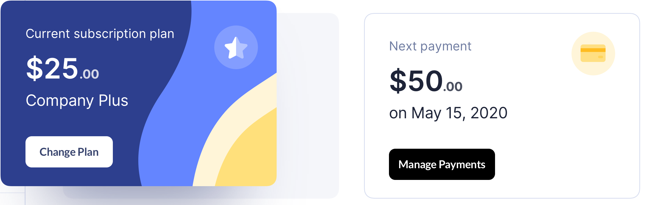 Current subscription plan
$25.00
Company Plus
Change Plan
Next payment
$50.00
on May 15, 2020
Manage Payments